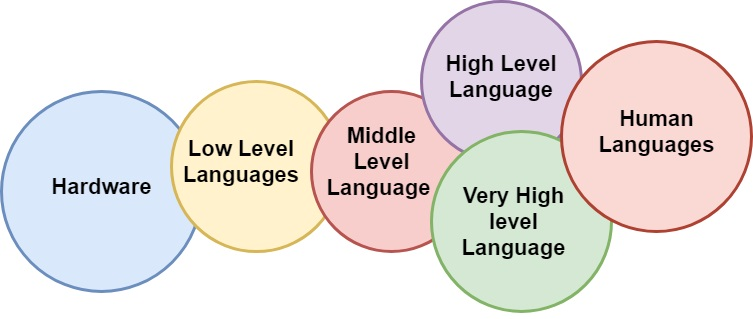 Hardware
Low Level
Languages
Middle
Level
Language
High Level
Language
Very High
level
Language
Human
Languages